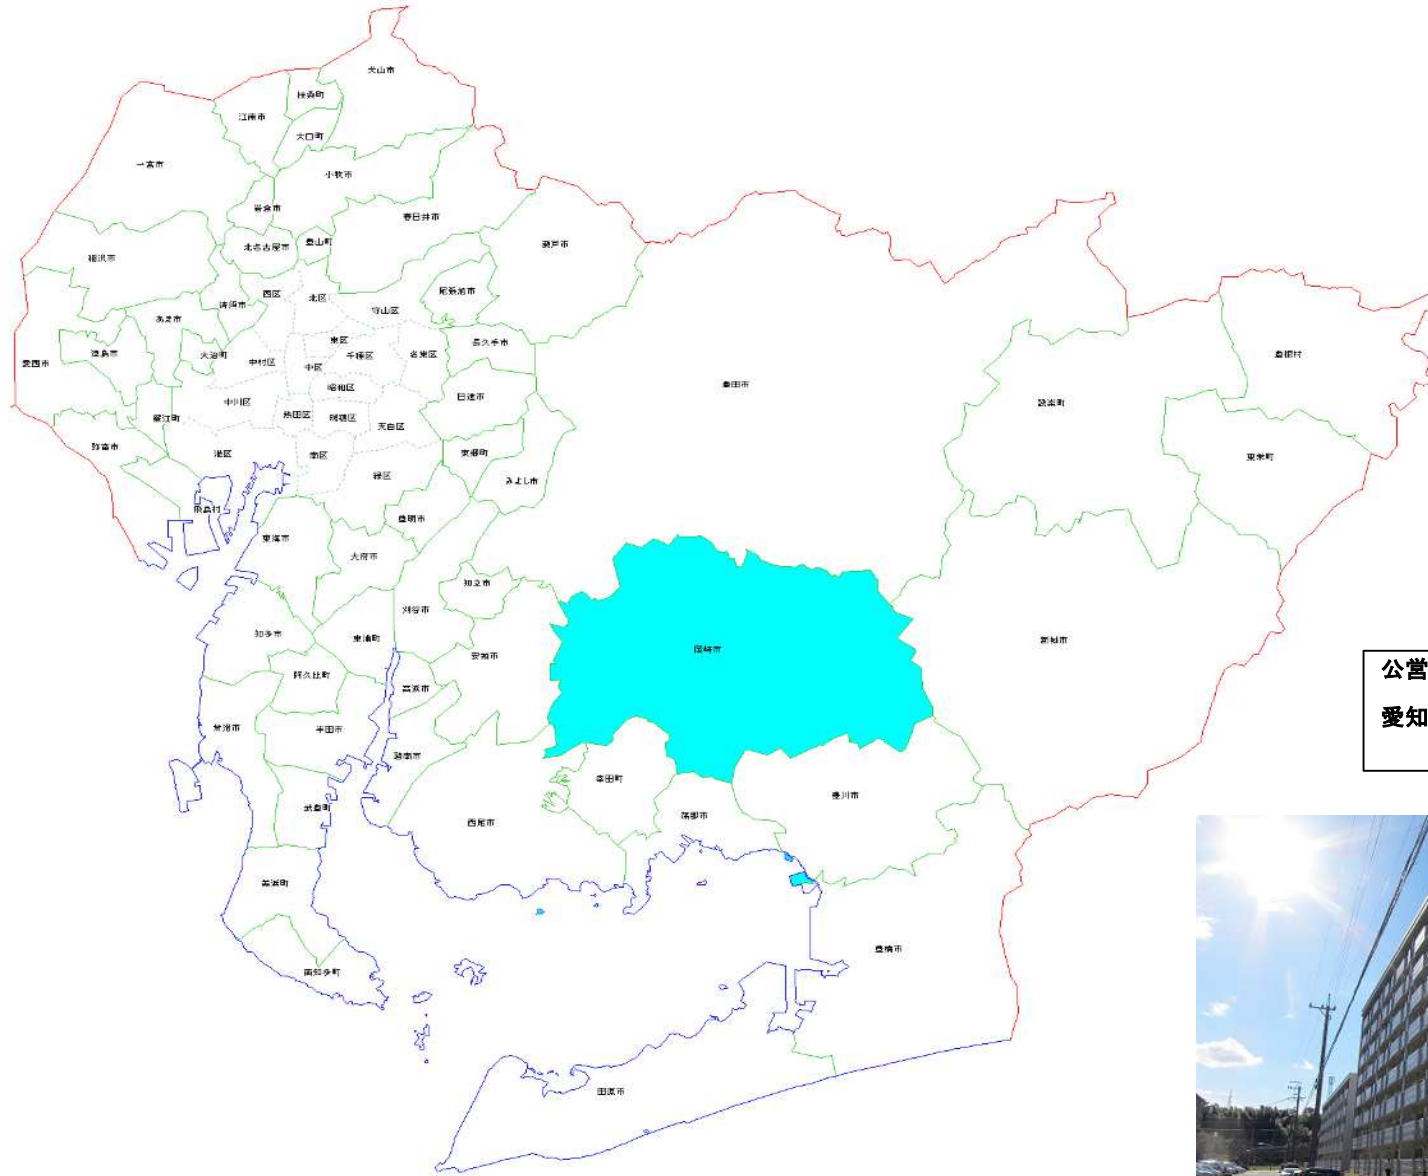 犬山市
扶桑町
江南市
大口町
一宮市
小牧市
岩倉市
春日井市
豊山町
北名古屋市
瀬戸市
稲沢市
尾張旭市
西区
北区
清須市
守山区
あま市
東区
長久手市
豊根村
津島市
大治町
千種区
名東区
愛西市
中村区
中区
豊田市
昭和区
日進市
設楽町
中川区
熱田区
瑞穂区
蟹江町
天白区
弥富市
港区
南区
東郷町
東栄町
緑区
みよし市
飛島村
豊明市
東海市
大府市
知立市
刈谷市
知多市
東浦町
新城市
岡崎市
安城市
阿久比町
高浜市
公営
愛知
常滑市
半田市
碧南市
幸田町
豊川市
武豊町
西尾市
蒲郡市
美浜町
豊橋市
南知多町
田原市